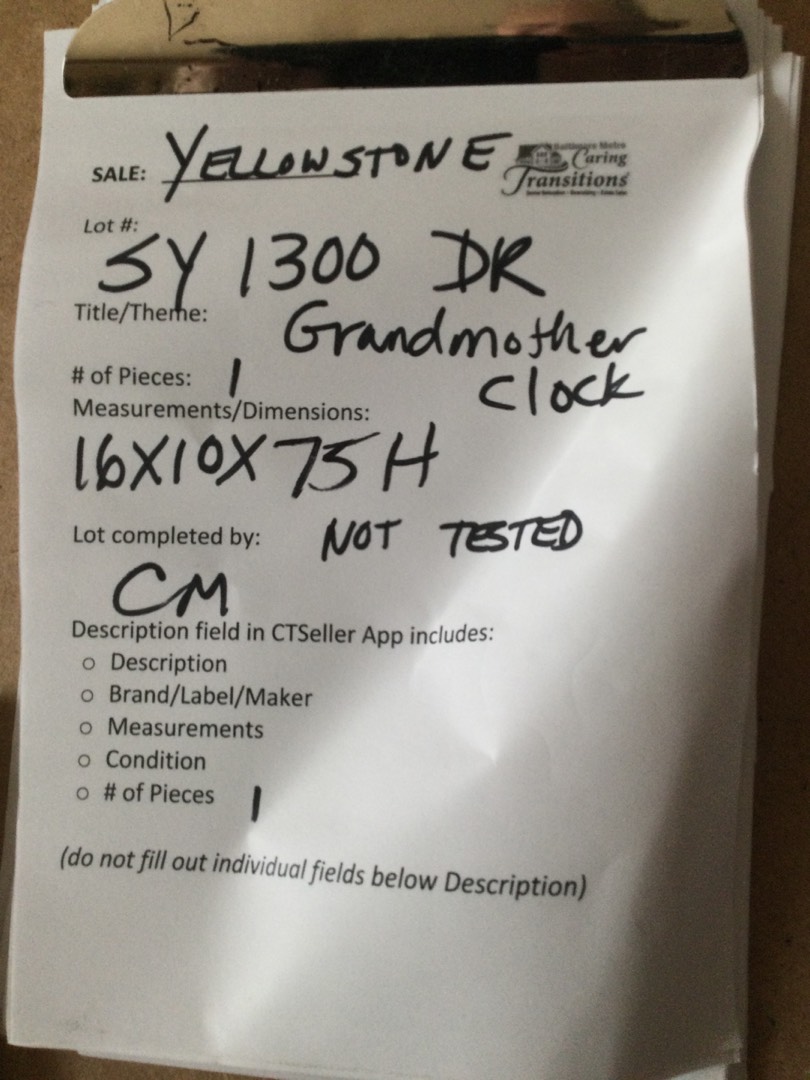 SALE: YELLOWSTONE
Baltimore Metro
Caring
Transitions
Lot #:
SY 1300 DR
Title/Theme: Grandmother
Clock
# of Pieces: 1
Measurements/Dimensions:
16X10X75H
Lot completed by: NOT TESTED
CM
Description field in CTSeller App includes:
o Description
o Brand/Label/Maker
o Measurements
o Condition
o # of Pieces 1
(do not fill out individual fields below Description)